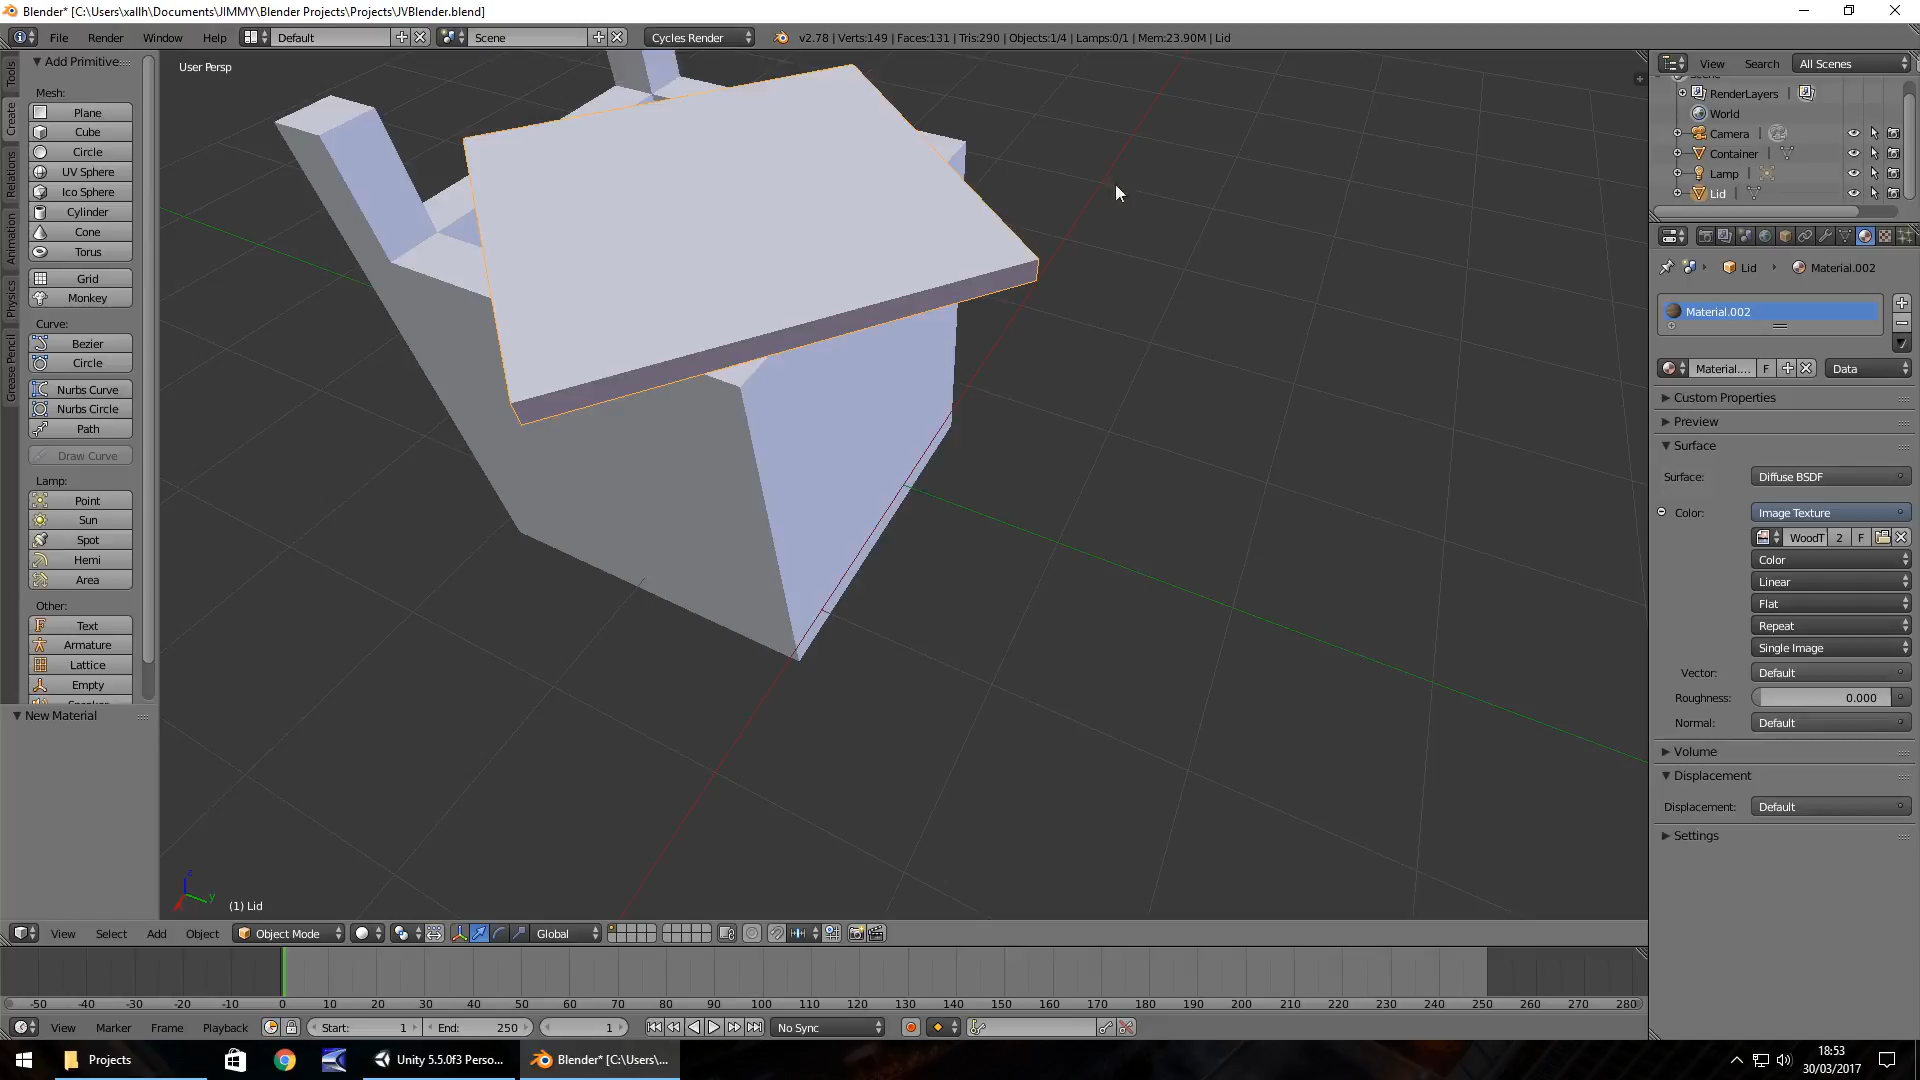 Blender* [C:\Users\xallh\Documents\JIMMY\Blender Projects\Projects\JVBlender.blend]
File Render Window Help Default Scene Cycles Render v2.78 | Verts:149 | Faces:131 | Tris:290 | Objects:1/4 | Lamps:0/1 | Mem:23.90M | Lid
Tools
Create
Relations
Animation
Physics
Grease Pencil
Add Primitive
Mesh:
Plane
Cube
Circle
UV Sphere
Ico Sphere
Cylinder
Cone
Torus
Grid
Monkey
Curve:
Bezier
Circle
Nurbs Curve
Nurbs Circle
Path
Draw Curve
Lamp:
Point
Sun
Spot
Hemi
Area
Other:
Text
Armature
Lattice
Empty
New Material
User Persp
z
y
(1) Lid
View Select Add Object Object Mode Global
View Search All Scenes
RenderLayers
World
Camera
Container
Lamp
Lid
Lid Material.002
Material.002
Material.... F Data
Custom Properties
Preview
Surface
Surface: Diffuse BSDF
Color: Image Texture
WoodT 2 F
Color
Linear
Flat
Repeat
Single Image
Vector: Default
Roughness: 0.000
Normal: Default
Volume
Displacement
Displacement: Default
Settings
-50 -40 -30 -20 -10 0 10 20 30 40 50 60 70 80 90 100 110 120 130 140 150 160 170 180 190 200 210 220 230 240 250 260 270 280
View Marker Frame Playback Start: 1 End: 250 1 No Sync
Projects Unity 5.5.0f3 Perso... Blender* [C:\Users\...
18:53
30/03/2017